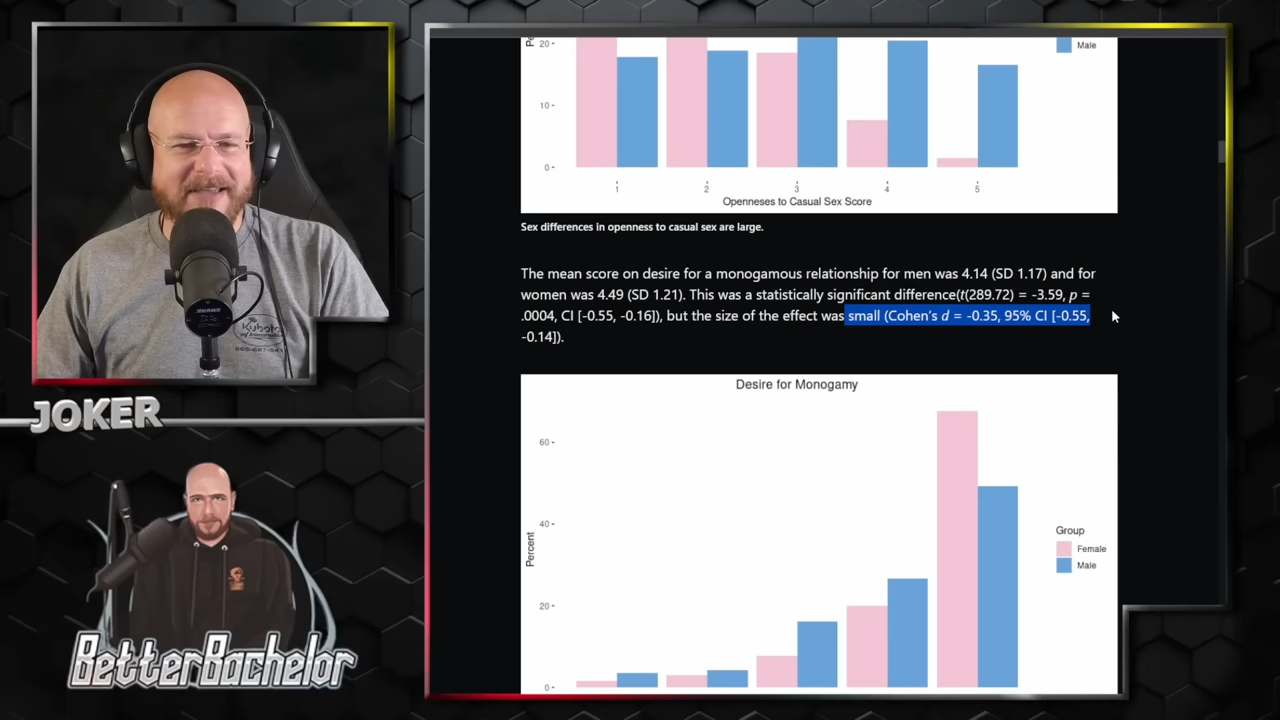 Kubota
JOKER
BetterBachelor
20
10
0
1 2 3 4 5
Openneses to Casual Sex Score
Male
Sex differences in openness to casual sex are large.
The mean score on desire for a monogamous relationship for men was 4.14 (SD 1.17) and for
women was 4.49 (SD 1.21). This was a statistically significant difference(t(289.72) = -3.59, p =
.0004, CI [-0.55, -0.16]), but the size of the effect was small (Cohen's d = -0.35, 95% CI [-0.55,
-0.14]).
Desire for Monogamy
Percent
60
40
20
0
Group
Female
Male